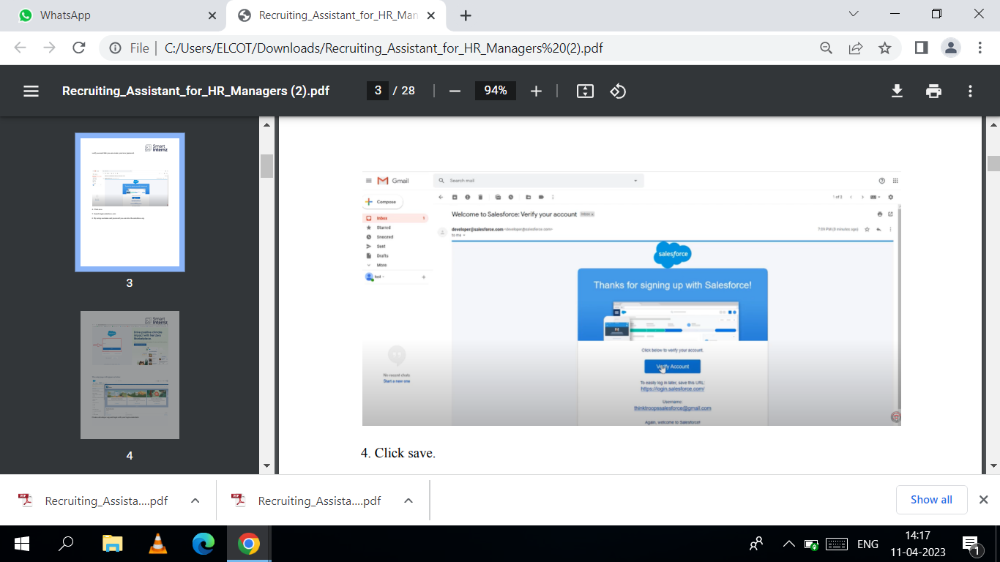 WhatsApp
Recruiting_Assistant_for_HR_Man
File
C:/Users/ELCOT/Downloads/Recruiting_Assistant_for_HR_Managers%20(2).pdf
Recruiting_Assistant_for_HR_Managers (2).pdf
3 / 28
94%
Smart
Internz
3
Smart
Internz
4
Gmail
Search mail
Compose
1 of 2
Inbox 1
Starred
Snoozed
Sent
Drafts
More
test
No recent chats
Start a new one
Welcome to Salesforce: Verify your account
Inbox x
developer@salesforce.com <developer@salesforce.com>
to me
7:09 PM (0 minutes ago)
salesforce
Thanks for signing up with Salesforce!
Click below to verify your account.
Verify Account
To easily log in later, save this URL:
https://login.salesforce.com/
Username:
thinktroopssalesforce@gmail.com
Again, welcome to Salesforce!
4. Click save.
Recruiting_Assista....pdf
Recruiting_Assista....pdf
Show all
ENG
14:17
11-04-2023
1